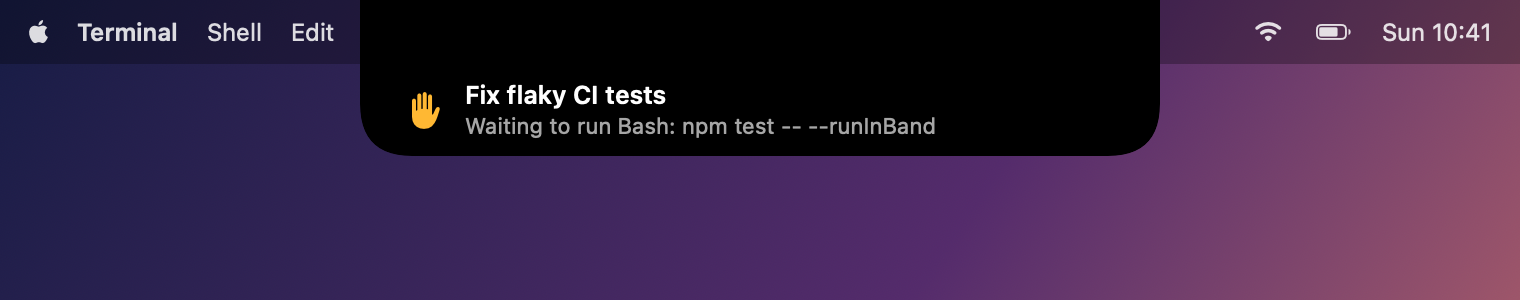 Terminal Shell Edit Sun 10:41
Fix flaky CI tests
Waiting to run Bash: npm test -- --runInBand